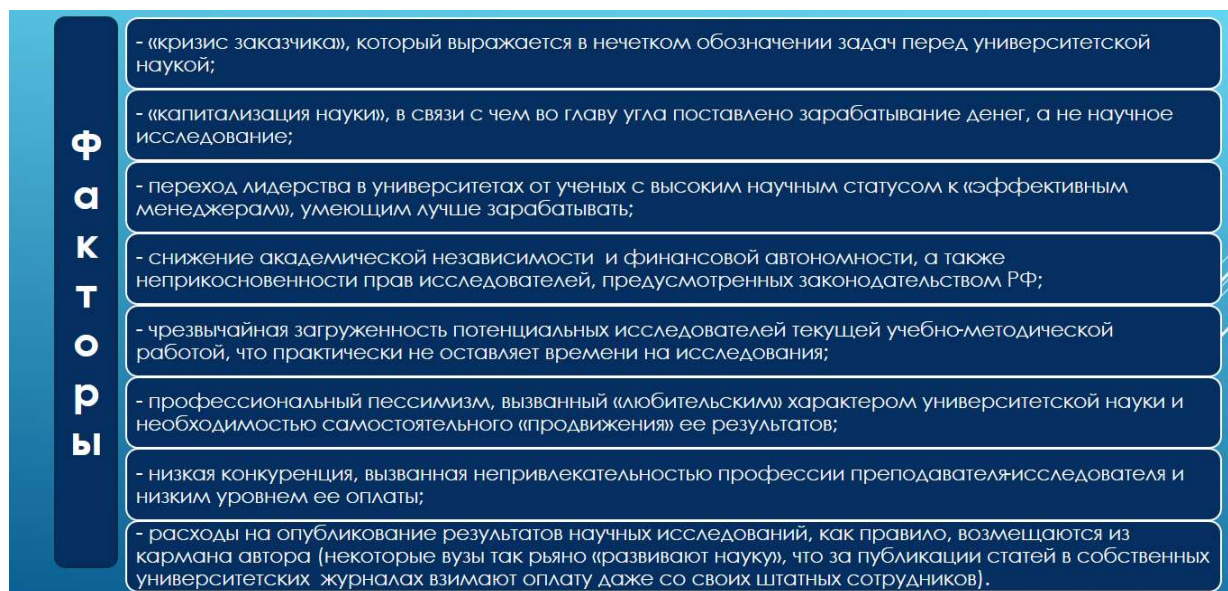 Факторы
- «кризис заказчика», который выражается в нечетком обозначении задач перед университетской
наукой;
- «капитализация науки», в связи с чем во главу угла поставлено зарабатывание денег, а не научное
исследование;
- переход лидерства в университетах от ученых с высоким научным статусом к «эффективным
менеджерам», умеющим лучше зарабатывать;
- снижение академической независимости и финансовой автономности, а также
неприкосновенности прав исследователей, предусмотренных законодательством РФ;
- чрезвычайная загруженность потенциальных исследователей текущей учебно-методической
работой, что практически не оставляет времени на исследования;
- профессиональный пессимизм, вызванный «любительским» характером университетской науки и
необходимостью самостоятельного «продвижения» ее результатов;
- низкая конкуренция, вызванная непривлекательностью профессии преподавателя-исследователя и
низким уровнем ее оплаты;
- расходы на опубликование результатов научных исследований, как правило, возмещаются из
кармана автора (некоторые вузы так рьяно «развивают науку», что за публикации статей в собственных
университетских журналах взимают оплату даже со своих штатных сотрудников).